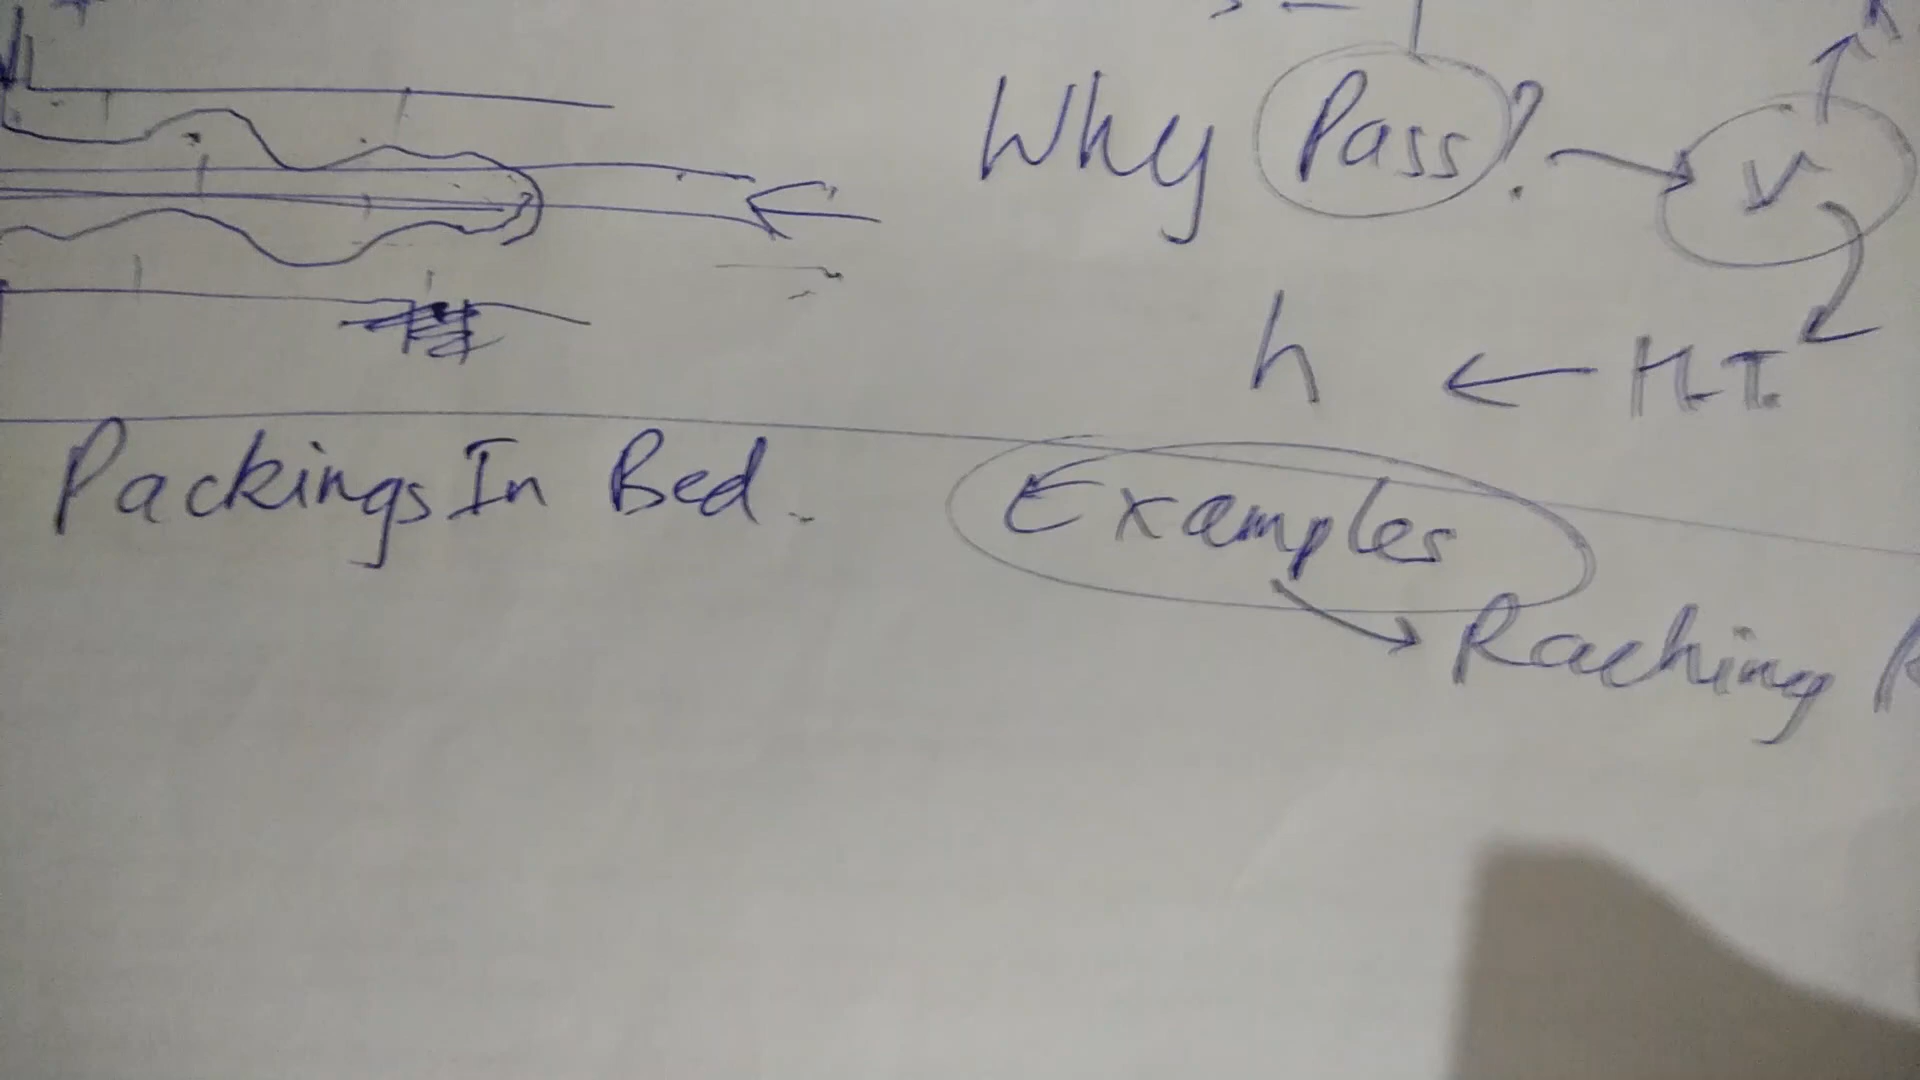 Why Pass?
V
h ← H.T.
Packings In Bed.
Examples
→ Raching R